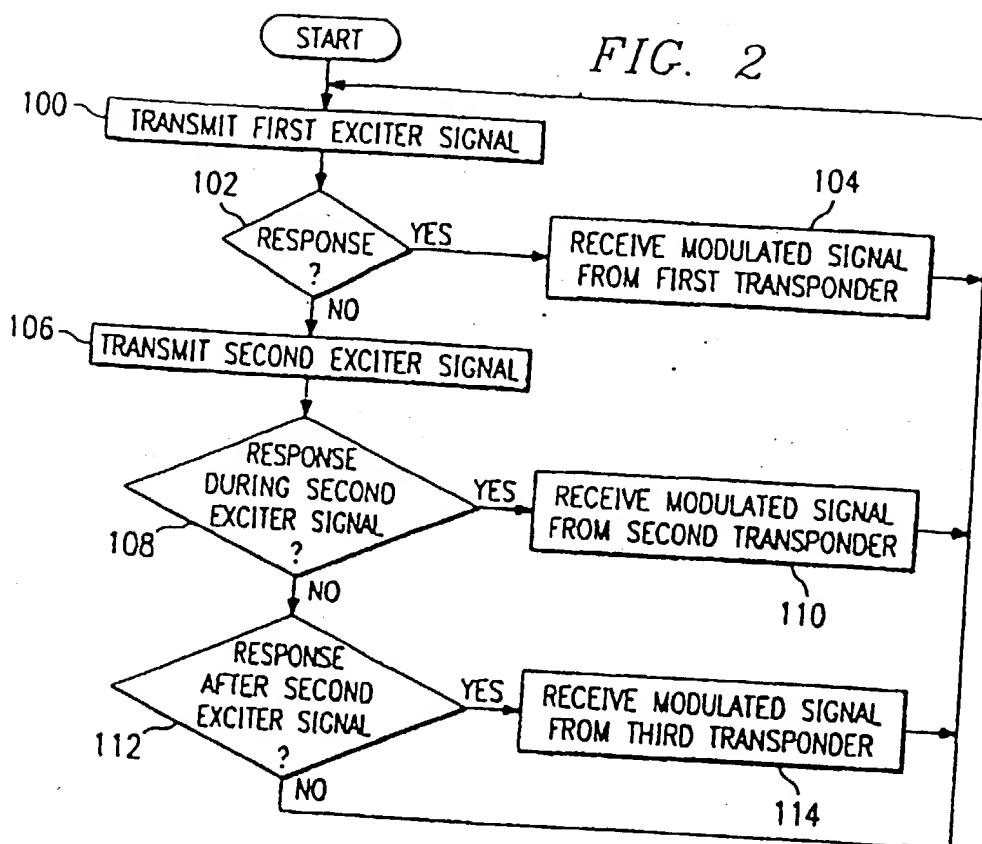 START
FIG. 2
100
TRANSMIT FIRST EXCITER SIGNAL
102
RESPONSE
?
YES
NO
104
RECEIVE MODULATED SIGNAL
FROM FIRST TRANSPONDER
106
TRANSMIT SECOND EXCITER SIGNAL
RESPONSE
DURING SECOND
EXCITER SIGNAL
?
108
YES
NO
RECEIVE MODULATED SIGNAL
FROM SECOND TRANSPONDER
110
RESPONSE
AFTER SECOND
EXCITER SIGNAL
?
112
YES
NO
RECEIVE MODULATED SIGNAL
FROM THIRD TRANSPONDER
114